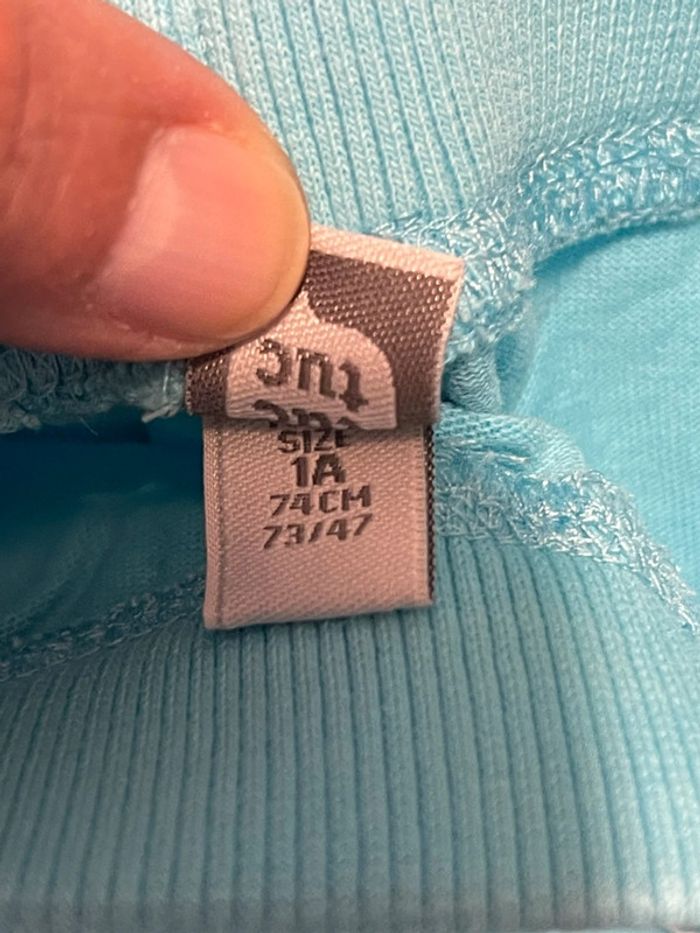 tuc
SIZE
1A
74CM
73/47